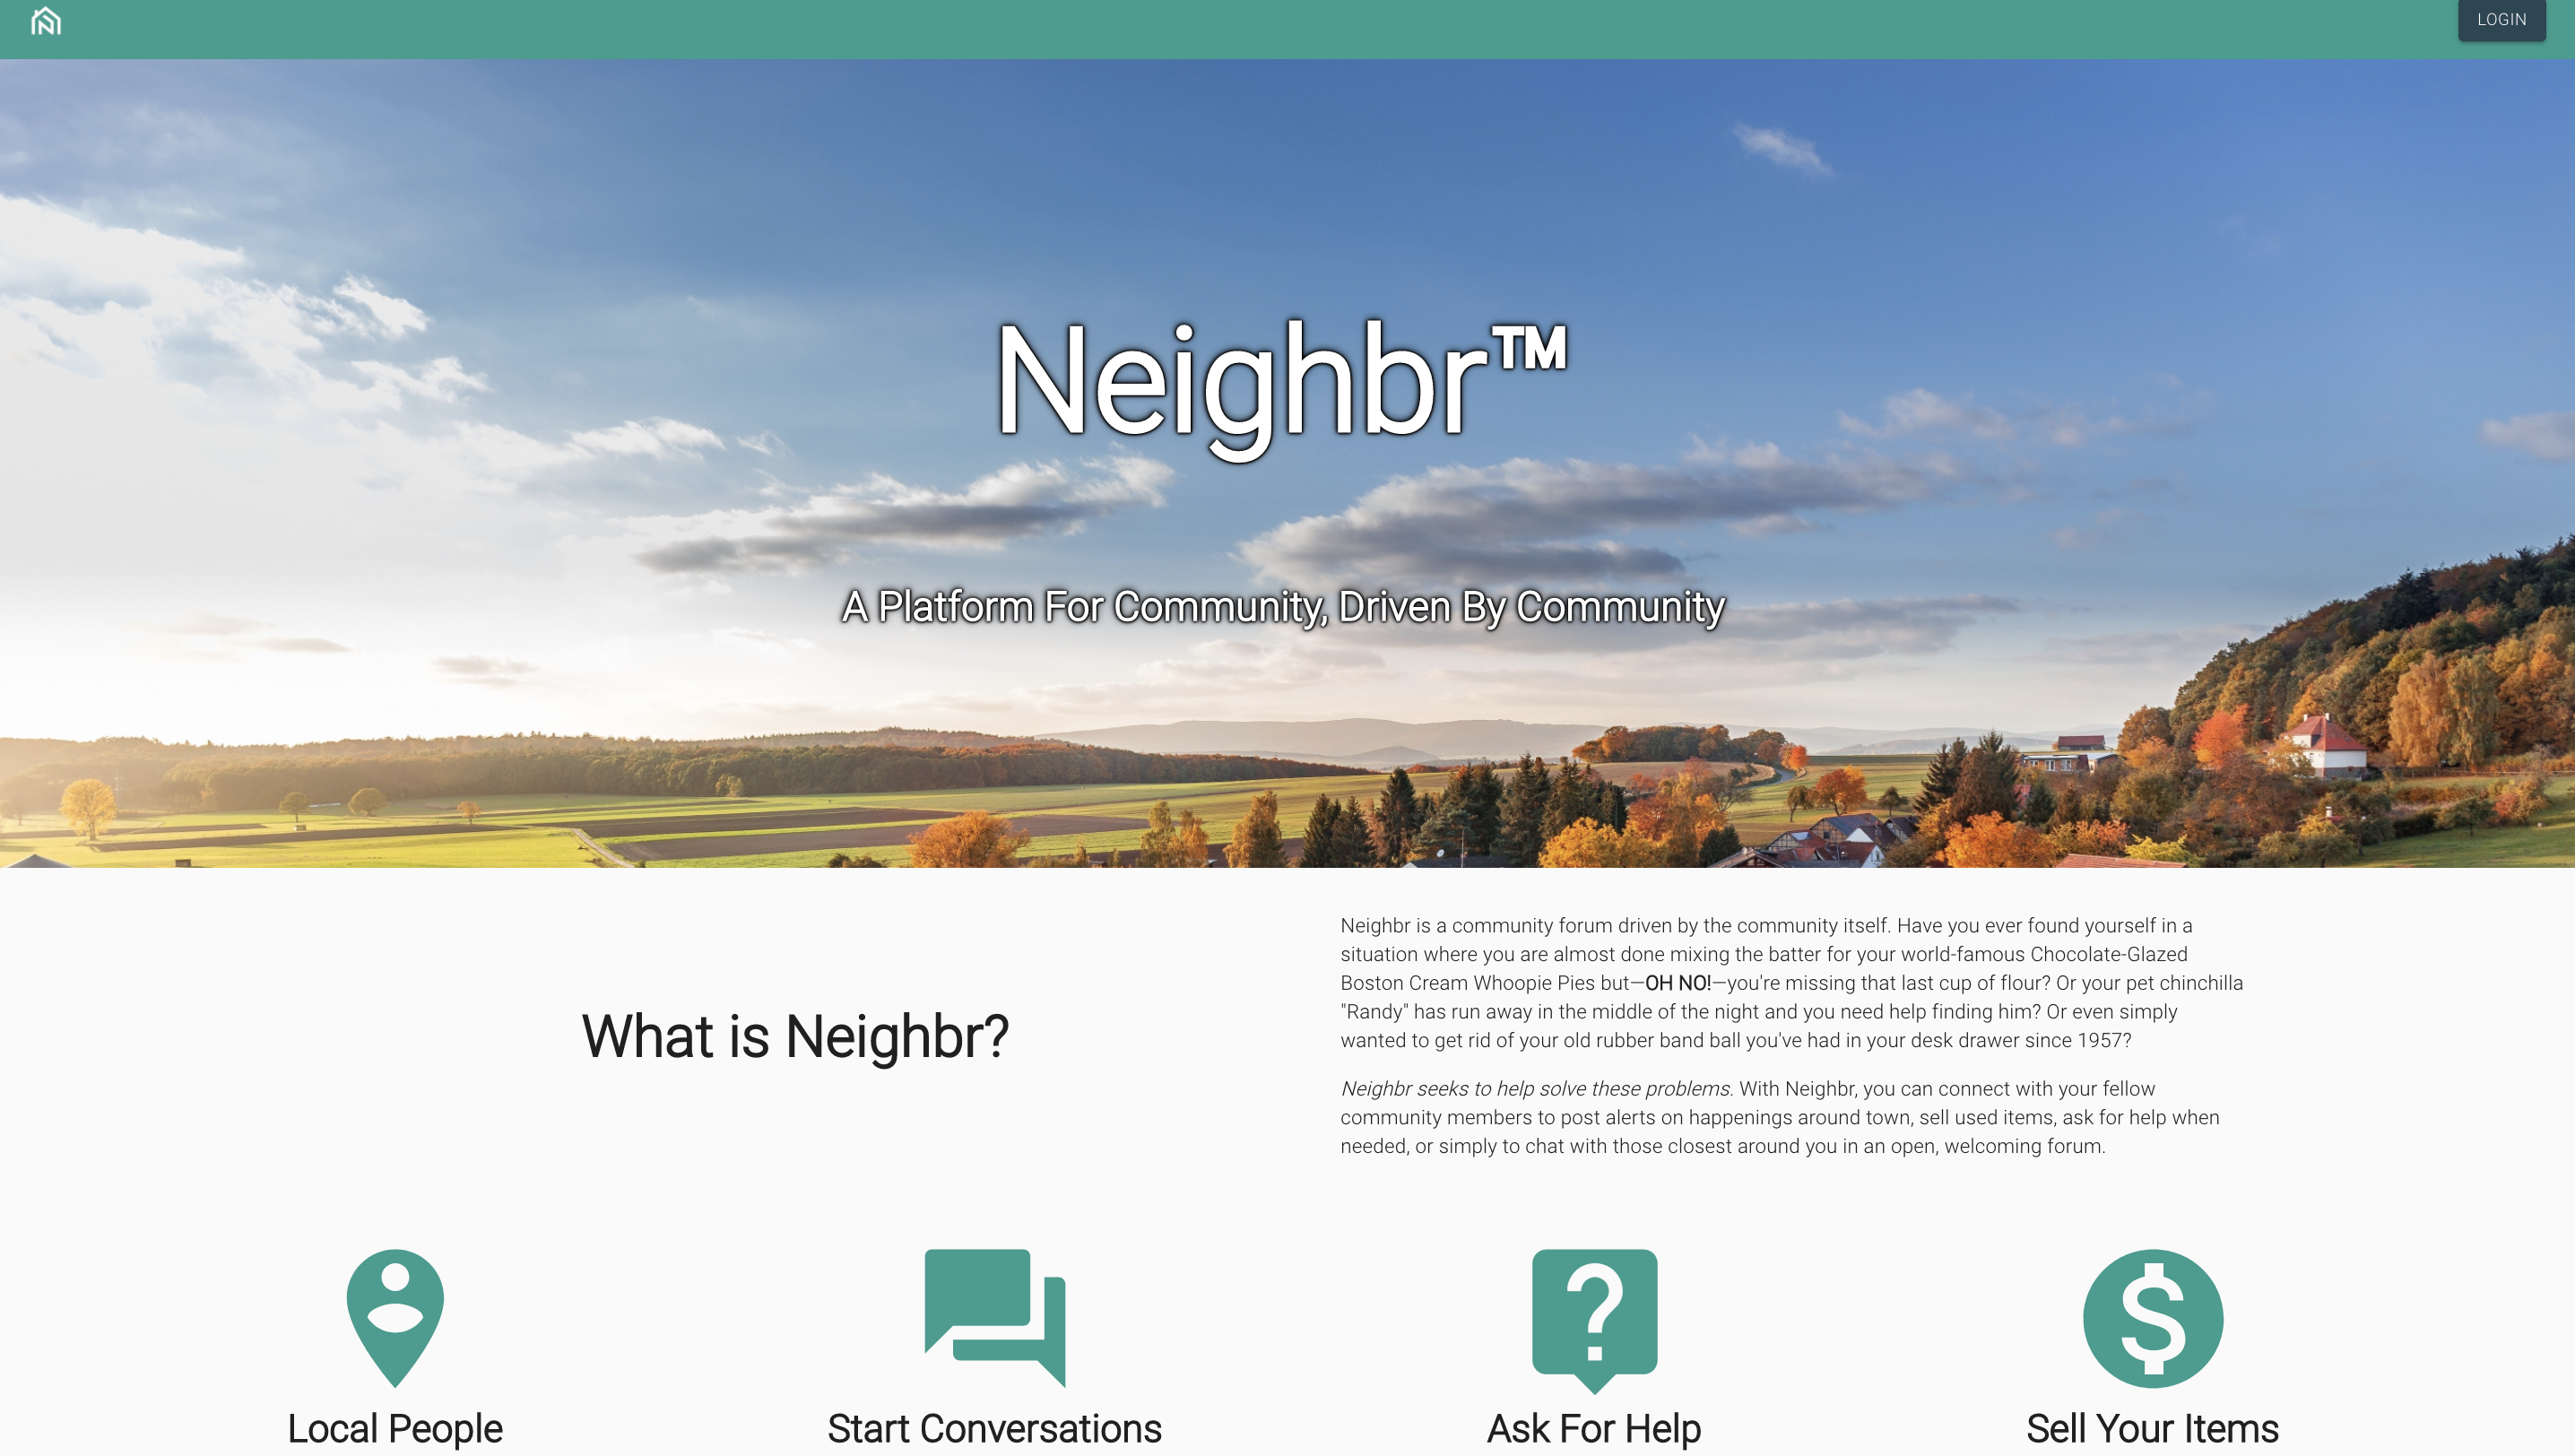 LOGIN
Neighbr™
A Platform For Community, Driven By Community
What is Neighbr?
Neighbr is a community forum driven by the community itself. Have you ever found yourself in a
situation where you are almost done mixing the batter for your world-famous Chocolate-Glazed
Boston Cream Whoopie Pies but—OH NO!—you're missing that last cup of flour? Or your pet chinchilla
"Randy" has run away in the middle of the night and you need help finding him? Or even simply
wanted to get rid of your old rubber band ball you've had in your desk drawer since 1957?
Neighbr seeks to help solve these problems. With Neighbr, you can connect with your fellow
community members to post alerts on happenings around town, sell used items, ask for help when
needed, or simply to chat with those closest around you in an open, welcoming forum.
Local People
Start Conversations
Ask For Help
Sell Your Items